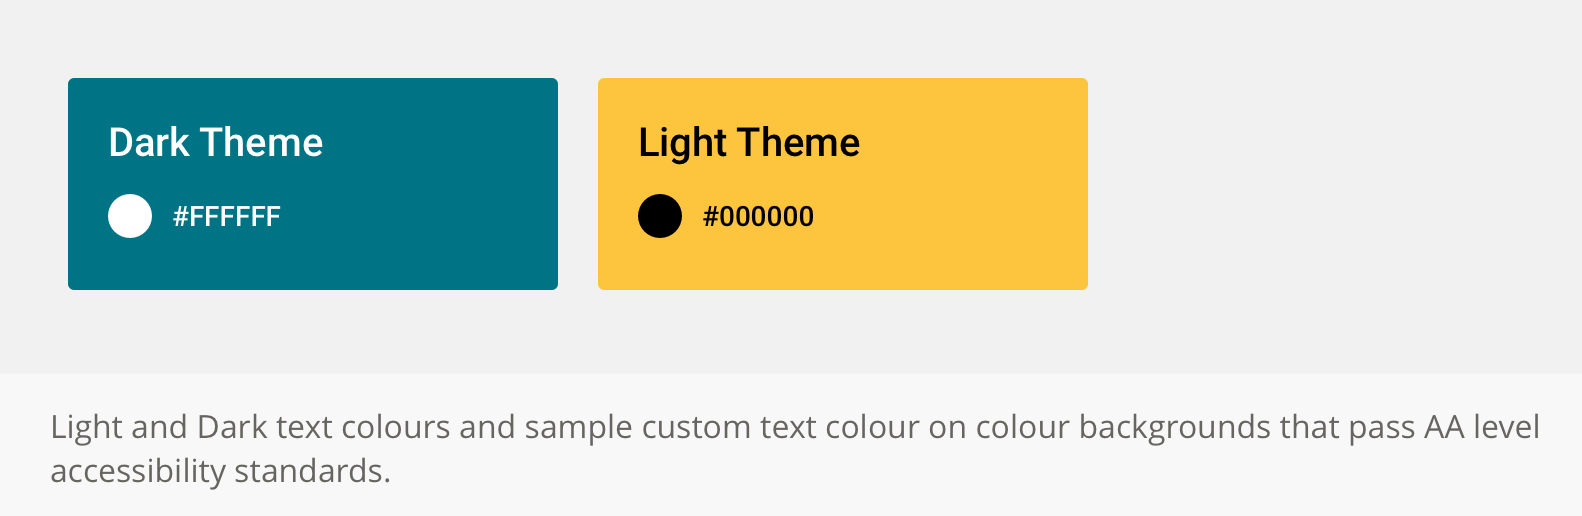 Dark Theme
#FFFFFF
Light Theme
#000000
Light and Dark text colours and sample custom text colour on colour backgrounds that pass AA level
accessibility standards.